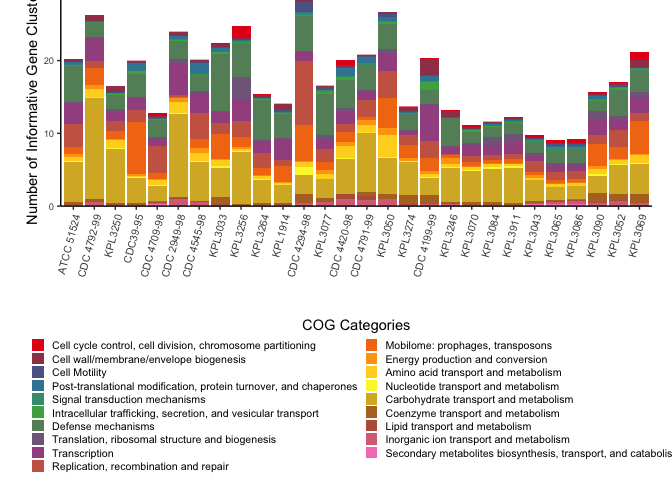 Number of Informative Gene Cluste
20
10
0
ATCC 51524
CDC 4792-99
KPL3250
CDC39-95
CDC 4709-98
CDC 2949-98
CDC 4545-98
KPL3033
KPL3256
KPL3264
KPL1914
CDC 4294-98
KPL3077
CDC 4420-98
CDC 4791-99
KPL3050
KPL3274
CDC 4199-99
KPL3246
KPL3070
KPL3084
KPL3911
KPL3043
KPL3065
KPL3086
KPL3090
KPL3052
KPL3069
COG Categories
Cell cycle control, cell division, chromosome partitioning
Cell wall/membrane/envelope biogenesis
Cell Motility
Post-translational modification, protein turnover, and chaperones
Signal transduction mechanisms
Intracellular trafficking, secretion, and vesicular transport
Defense mechanisms
Translation, ribosomal structure and biogenesis
Transcription
Replication, recombination and repair
Mobilome: prophages, transposons
Energy production and conversion
Amino acid transport and metabolism
Nucleotide transport and metabolism
Carbohydrate transport and metabolism
Coenzyme transport and metabolism
Lipid transport and metabolism
Inorganic ion transport and metabolism
Secondary metabolites biosynthesis, transport, and catabolis